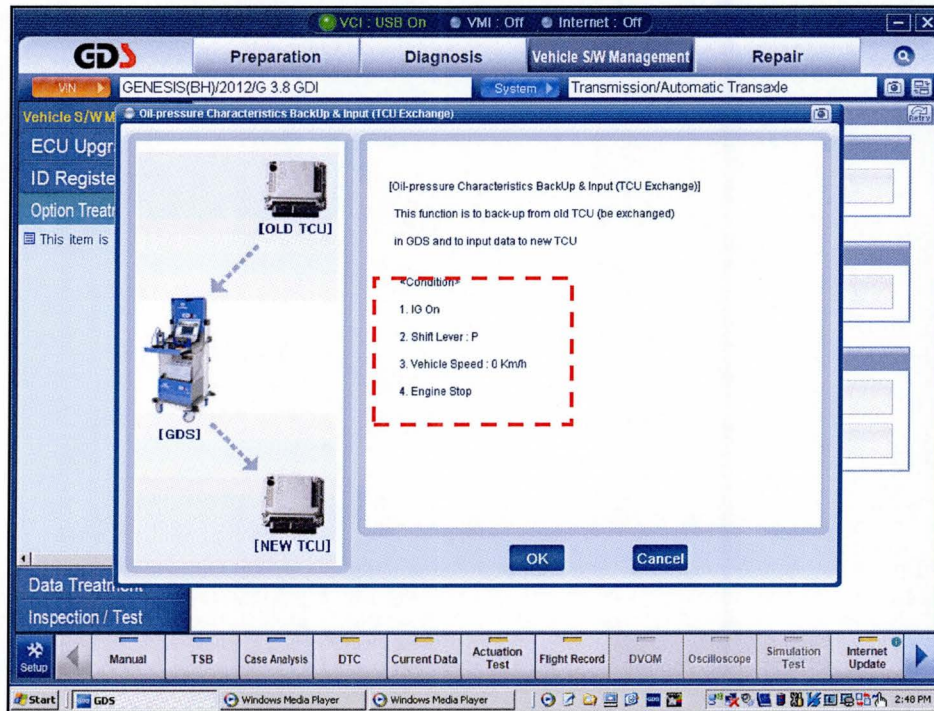 VCI : USB On VMI : Off Internet : Off
GDS Preparation Diagnosis Vehicle S/W Management Repair
VIN GENESIS(BH)/2012/G 3.8 GDI System Transmission/Automatic Transaxle
Vehicle S/W M
Oil-pressure Characteristics BackUp & Input (TCU Exchange)
Retry
ECU Upgr
ID Registe
Option Treatm
This item is
[OLD TCU]
[GDS]
[NEW TCU]
[Oil-pressure Characteristics BackUp & Input (TCU Exchange)]
This function is to back-up from old TCU (be exchanged)
in GDS and to input data to new TCU
<Condition>
1. IG On
2. Shift Lever : P
3. Vehicle Speed : 0 Km/h
4. Engine Stop
OK Cancel
Data Treatment
Inspection / Test
Setup Manual TSB Case Analysis DTC Current Data Actuation Test Flight Record DVOM Oscilloscope Simulation Test Internet Update
Start GDS Windows Media Player Windows Media Player 2:48 PM